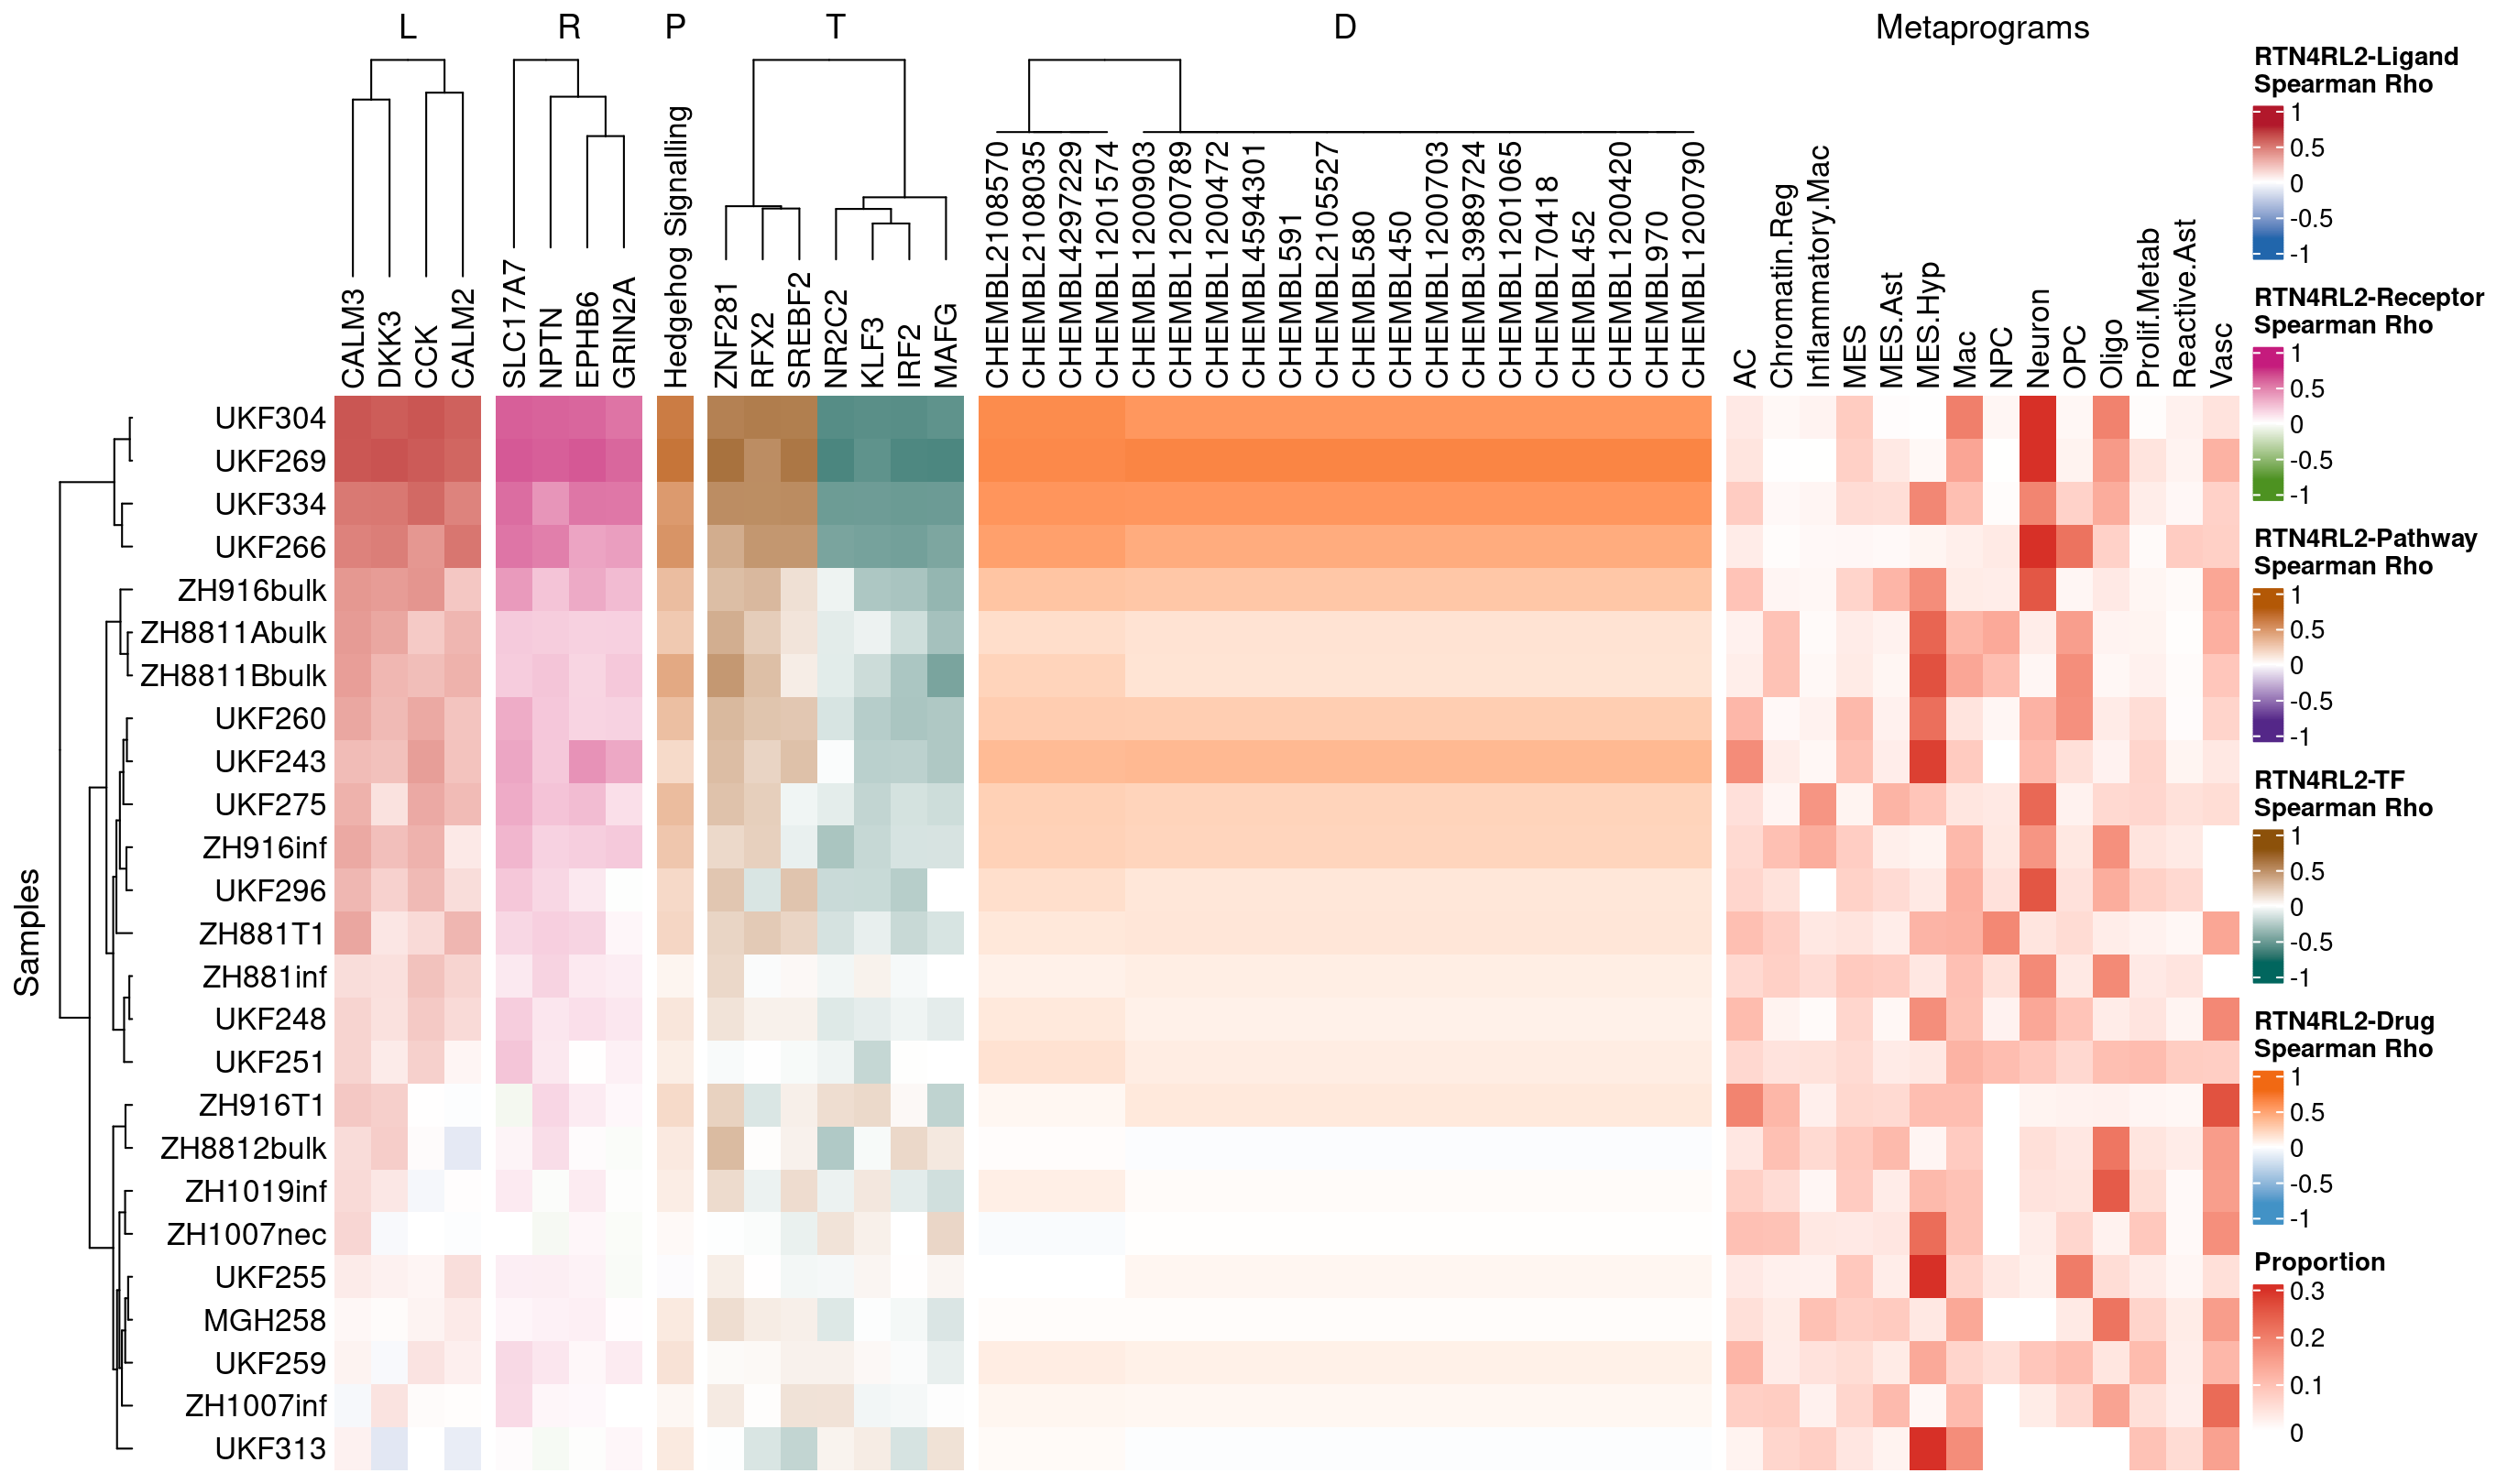 L
R
P
T
D
Metaprograms
CALM3
DKK3
CCK
CALM2
SLC17A7
NPTN
EPHB6
GRIN2A
Hedgehog Signalling
ZNF281
RFX2
SREBF2
NR2C2
KLF3
IRF2
MAFG
CHEMBL2108570
CHEMBL2108035
CHEMBL4297229
CHEMBL1201574
CHEMBL1200903
CHEMBL1200789
CHEMBL1200472
CHEMBL4594301
CHEMBL591
CHEMBL2105527
CHEMBL580
CHEMBL450
CHEMBL1200703
CHEMBL3989724
CHEMBL1201065
CHEMBL70418
CHEMBL452
CHEMBL1200420
CHEMBL970
CHEMBL1200790
AC
Chromatin.Reg
Inflammatory.Mac
MES
MES.Ast
MES.Hyp
Mac
NPC
Neuron
OPC
Oligo
Prolif.Metab
Reactive.Ast
Vasc
Samples
UKF304
UKF269
UKF334
UKF266
ZH916bulk
ZH8811Abulk
ZH8811Bbulk
UKF260
UKF243
UKF275
ZH916inf
UKF296
ZH881T1
ZH881inf
UKF248
UKF251
ZH916T1
ZH8812bulk
ZH1019inf
ZH1007nec
UKF255
MGH258
UKF259
ZH1007inf
UKF313
RTN4RL2-Ligand
Spearman Rho
1
0.5
0
-0.5
-1
RTN4RL2-Receptor
Spearman Rho
1
0.5
0
-0.5
-1
RTN4RL2-Pathway
Spearman Rho
1
0.5
0
-0.5
-1
RTN4RL2-TF
Spearman Rho
1
0.5
0
-0.5
-1
RTN4RL2-Drug
Spearman Rho
1
0.5
0
-0.5
-1
Proportion
0.3
0.2
0.1
0